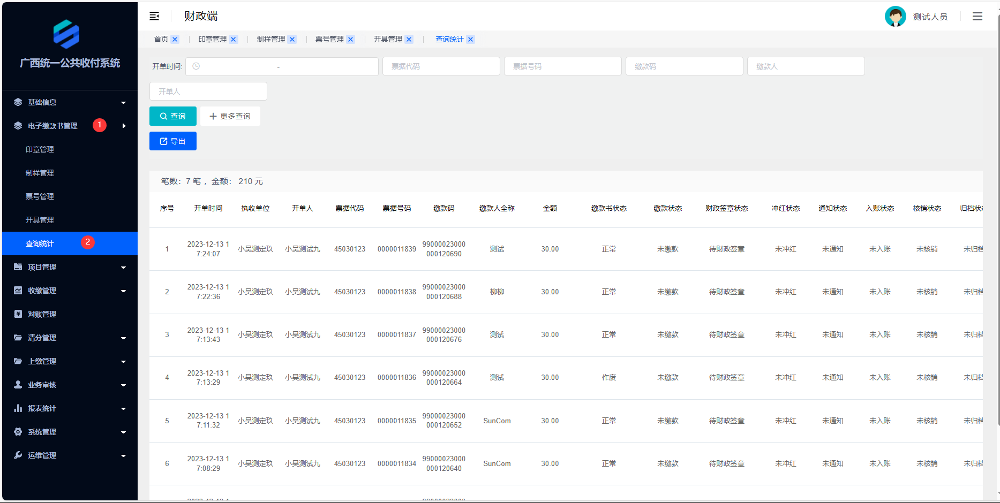 财政端
测试人员
广西统一公共收付系统
首页 印章管理 制样管理 票号管理 开具管理 查询统计
基础信息
电子缴款书管理 1
印章管理
制样管理
票号管理
开具管理
查询统计 2
项目管理
收缴管理
对账管理
清分管理
上缴管理
业务审核
报表统计
系统管理
运维管理
开单时间: - 票据代码 票据号码 缴款码 缴款人
开单人
查询 更多查询
导出
笔数：7 笔 ，金额： 210 元
序号 开单时间 执收单位 开单人 票据代码 票据号码 缴款码 缴款人全称 金额 缴款书状态 缴款状态 财政签章状态 冲红状态 通知状态 入账状态 核销状态 归档状
1 2023-12-13 17:24:07 小吴测定玖 小吴测试九 45030123 0000011839 99000023000000120690 测试 30.00 正常 未缴款 待财政签章 未冲红 未通知 未入账 未核销 未归档
2 2023-12-13 17:22:36 小吴测定玖 小吴测试九 45030123 0000011838 99000023000000120688 柳柳 30.00 正常 未缴款 待财政签章 未冲红 未通知 未入账 未核销 未归档
3 2023-12-13 17:13:43 小吴测定玖 小吴测试九 45030123 0000011837 99000023000000120676 测试 30.00 正常 未缴款 待财政签章 未冲红 未通知 未入账 未核销 未归档
4 2023-12-13 17:13:29 小吴测定玖 小吴测试九 45030123 0000011836 99000023000000120664 测试 30.00 作废 未缴款 待财政签章 未冲红 未通知 未入账 未核销 未归档
5 2023-12-13 17:11:32 小吴测定玖 小吴测试九 45030123 0000011835 99000023000000120652 SunCom 30.00 正常 未缴款 待财政签章 未冲红 未通知 未入账 未核销 未归档
6 2023-12-13 17:08:29 小吴测定玖 小吴测试九 45030123 0000011834 99000023000000120640 SunCom 30.00 正常 未缴款 待财政签章 未冲红 未通知 未入账 未核销 未归档